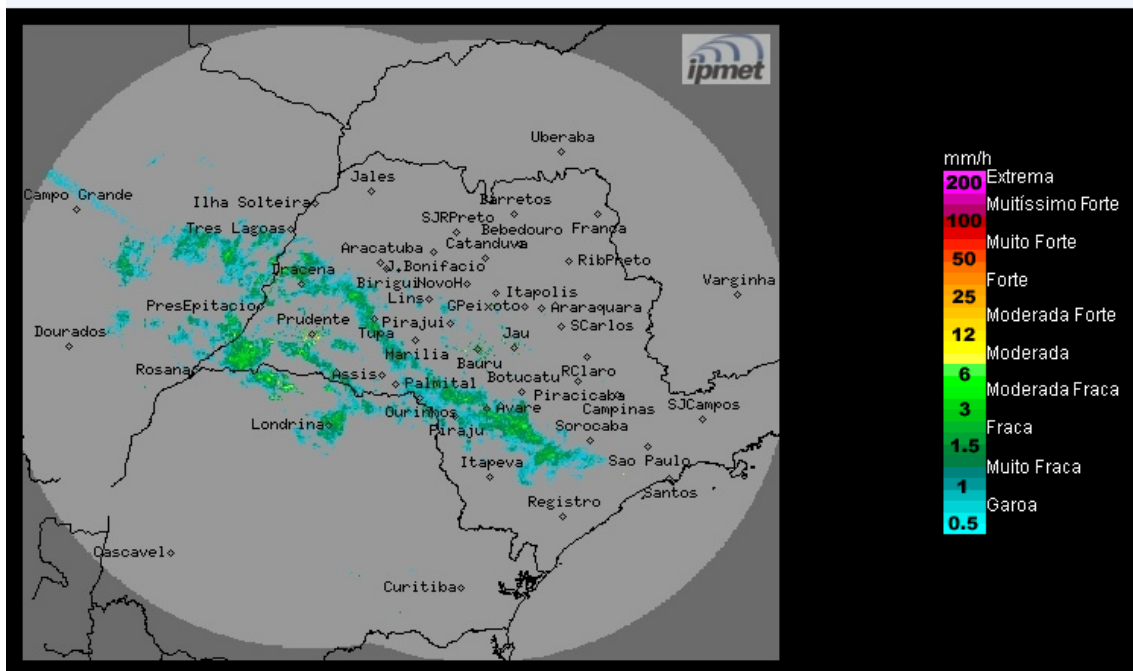 ipmet
Uberaba
Jales
Campo Grande
Ilha Solteira
Barretos
SJRPreto
Bebedouro
Franca
Tres Lagoas
Aracatuba
Catanduva
J.Bonifacio
RibPreto
Dracena
Birigui
NovoH
Varginha
Lins
Itapolis
PresEpitacio
GPeixoto
Araraquara
Prudente
Pirajui
SCarlos
Dourados
Tupa
Jau
Marilia
Bauru
Rosana
Assis
Palmital
Botucatu
RClaro
Piracicaba
Ourinhos
Avare
Campinas
SJCampos
Londrina
Piraju
Sorocaba
Itapeva
Sao Paulo
Santos
Registro
Cascavel
Curitiba
mm/h
200 Extrema
Muitíssimo Forte
100
Muito Forte
50
Forte
25
Moderada Forte
12
Moderada
6
Moderada Fraca
3
Fraca
1.5
Muito Fraca
1
Garoa
0.5